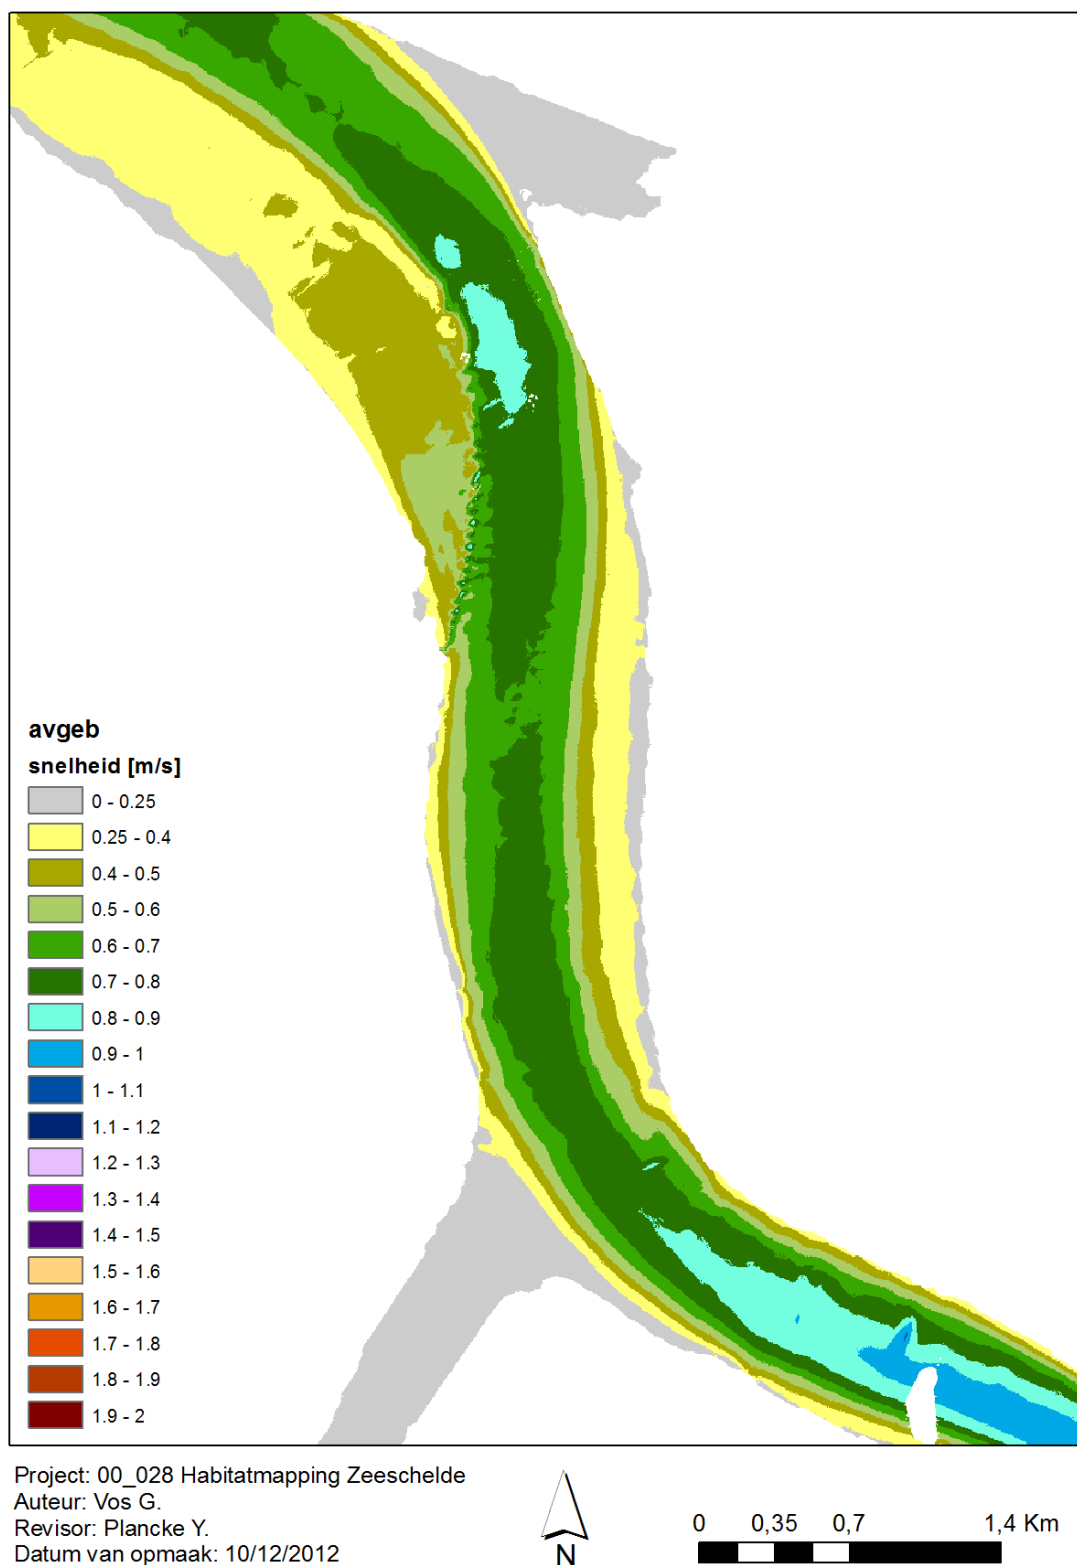 avgeb
snelheid [m/s]
0 - 0.25
0.25 - 0.4
0.4 - 0.5
0.5 - 0.6
0.6 - 0.7
0.7 - 0.8
0.8 - 0.9
0.9 - 1
1 - 1.1
1.1 - 1.2
1.2 - 1.3
1.3 - 1.4
1.4 - 1.5
1.5 - 1.6
1.6 - 1.7
1.7 - 1.8
1.8 - 1.9
1.9 - 2
Project: 00_028 Habitatmapping Zeeschelde
Auteur: Vos G.
Revisor: Plancke Y.
Datum van opmaak: 10/12/2012
N
0 0,35 0,7 1,4 Km